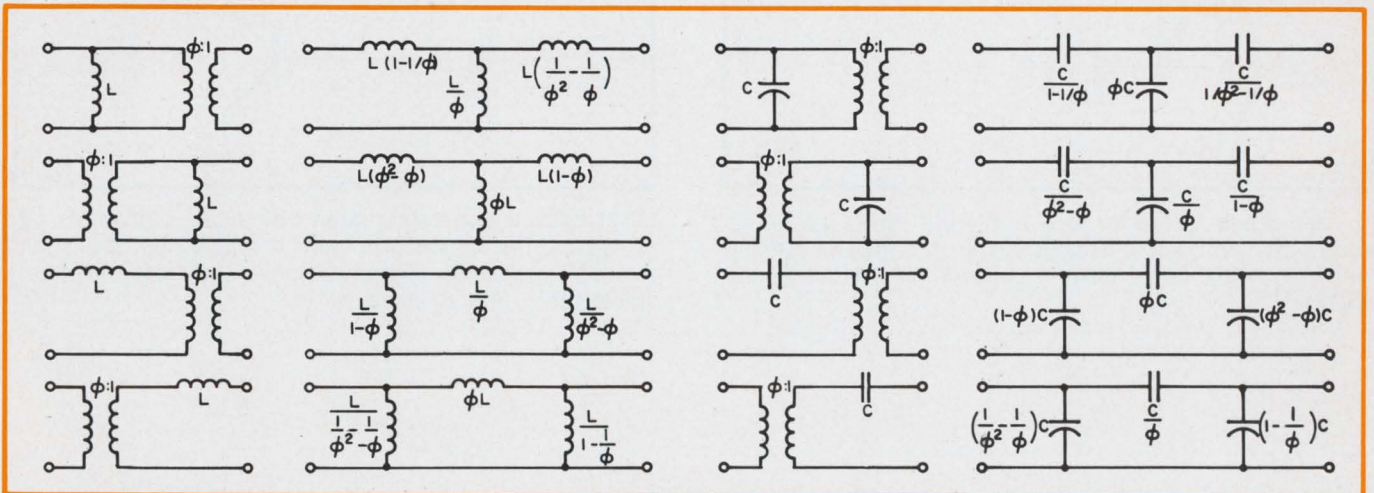 L
ϕ:1
L(1-1/ϕ)
L/ϕ
L(1/ϕ² - 1/ϕ)
C
ϕ:1
C/(1-1/ϕ)
ϕC
C/(1/ϕ²-1/ϕ)
ϕ:1
L
L(ϕ²-ϕ)
ϕL
L(1-ϕ)
ϕ:1
C
C/(ϕ²-ϕ)
C/ϕ
C/(1-ϕ)
L
ϕ:1
L/(1-ϕ)
L/ϕ
L/(ϕ²-ϕ)
C
ϕ:1
(1-ϕ)C
ϕC
(ϕ²-ϕ)C
ϕ:1
L
L/(1/ϕ²-1/ϕ)
ϕL
L/(1-1/ϕ)
ϕ:1
C
(1/ϕ²-1/ϕ)C
C/ϕ
(1-1/ϕ)C